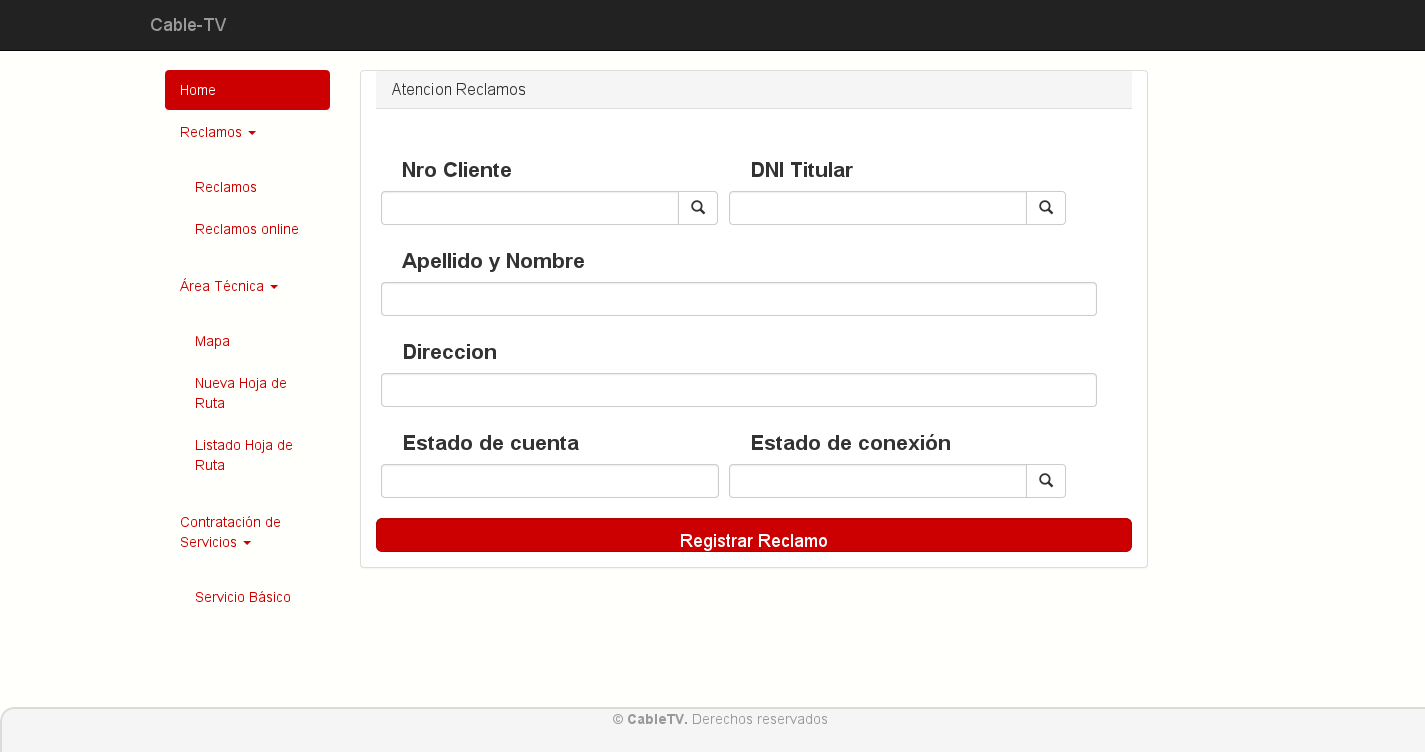 Cable-TV
Home
Reclamos
Reclamos
Reclamos online
Área Técnica
Mapa
Nueva Hoja de
Ruta
Listado Hoja de
Ruta
Contratación de
Servicios
Servicio Básico
Atencion Reclamos
Nro Cliente
DNI Titular
Apellido y Nombre
Direccion
Estado de cuenta
Estado de conexión
Registrar Reclamo
© CableTV. Derechos reservados